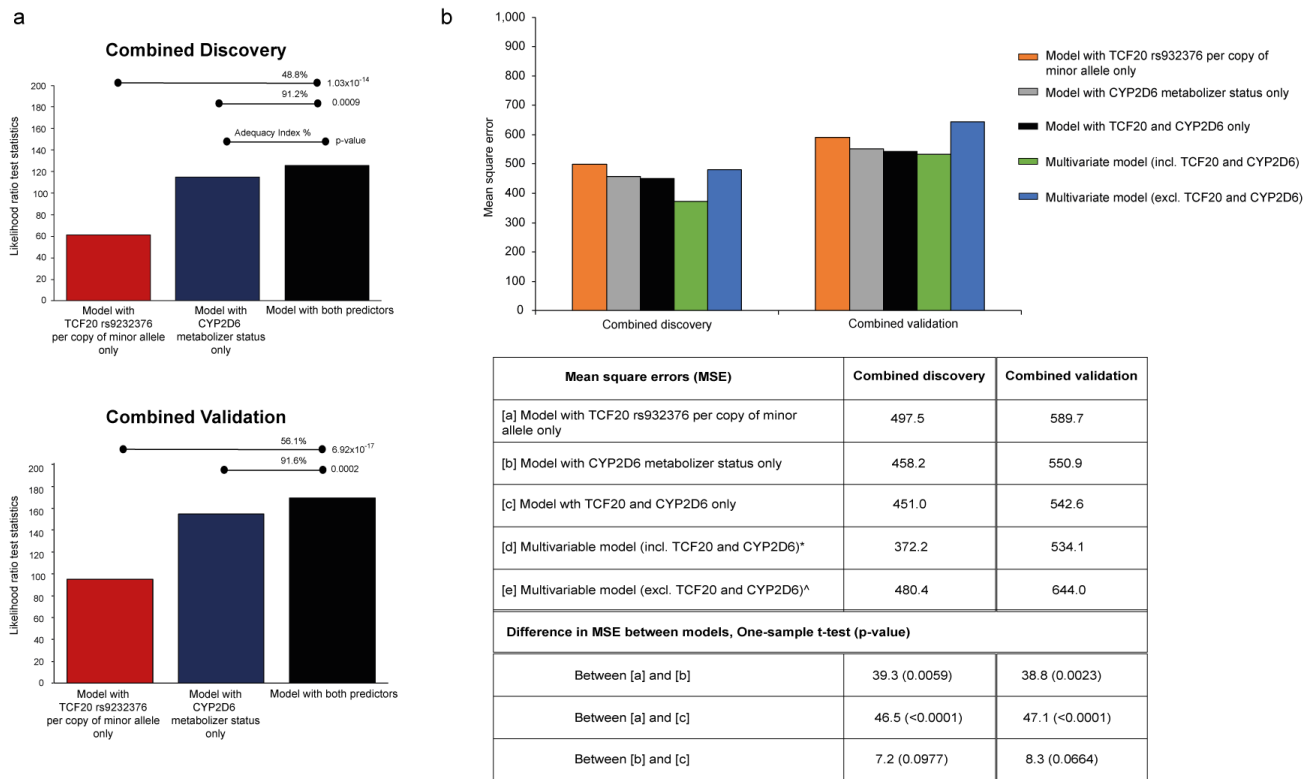 a
Combined Discovery
Likelihood ratio test statistics
200
180
160
140
120
100
80
60
40
20
0
48.8%
1.03x10-14
91.2%
0.0009
Adequacy Index %
p-value
Model with
TCF20 rs9232376
per copy of minor allele
only
Model with
CYP2D6
metabolizer status
only
Model with both predictors
Combined Validation
Likelihood ratio test statistics
200
180
160
140
120
100
80
60
40
20
0
56.1%
6.92x10-17
91.6%
0.0002
Model with
TCF20 rs9232376
per copy of minor allele
only
Model with
CYP2D6
metabolizer status
only
Model with both predictors
b
Mean square error
1,000
900
800
700
600
500
400
300
200
100
0
Combined discovery
Combined validation
Model with TCF20 rs932376 per copy of
minor allele only
Model with CYP2D6 metabolizer status only
Model with TCF20 and CYP2D6 only
Multivariate model (incl. TCF20 and CYP2D6)
Multivariate model (excl. TCF20 and CYP2D6)
Mean square errors (MSE) Combined discovery Combined validation
[a] Model with TCF20 rs932376 per copy of minor
allele only
497.5 589.7
[b] Model with CYP2D6 metabolizer status only 458.2 550.9
[c] Model wth TCF20 and CYP2D6 only 451.0 542.6
[d] Multivariable model (incl. TCF20 and CYP2D6)* 372.2 534.1
[e] Multivariable model (excl. TCF20 and CYP2D6)^ 480.4 644.0
Difference in MSE between models, One-sample t-test (p-value)
Between [a] and [b] 39.3 (0.0059) 38.8 (0.0023)
Between [a] and [c] 46.5 (<0.0001) 47.1 (<0.0001)
Between [b] and [c] 7.2 (0.0977) 8.3 (0.0664)